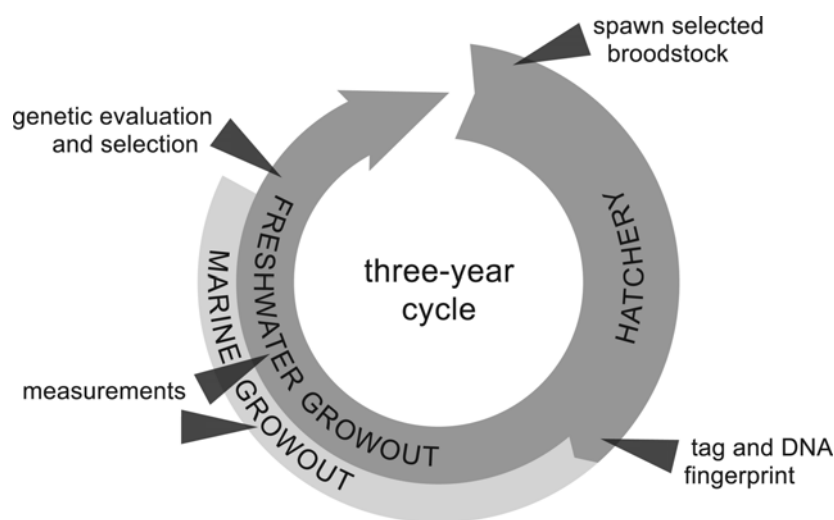 spawn selected
broodstock
genetic evaluation
and selection
HATCHERY
FRESHWATER GROWOUT
MARINE GROWOUT
three-year
cycle
measurements
tag and DNA
fingerprint